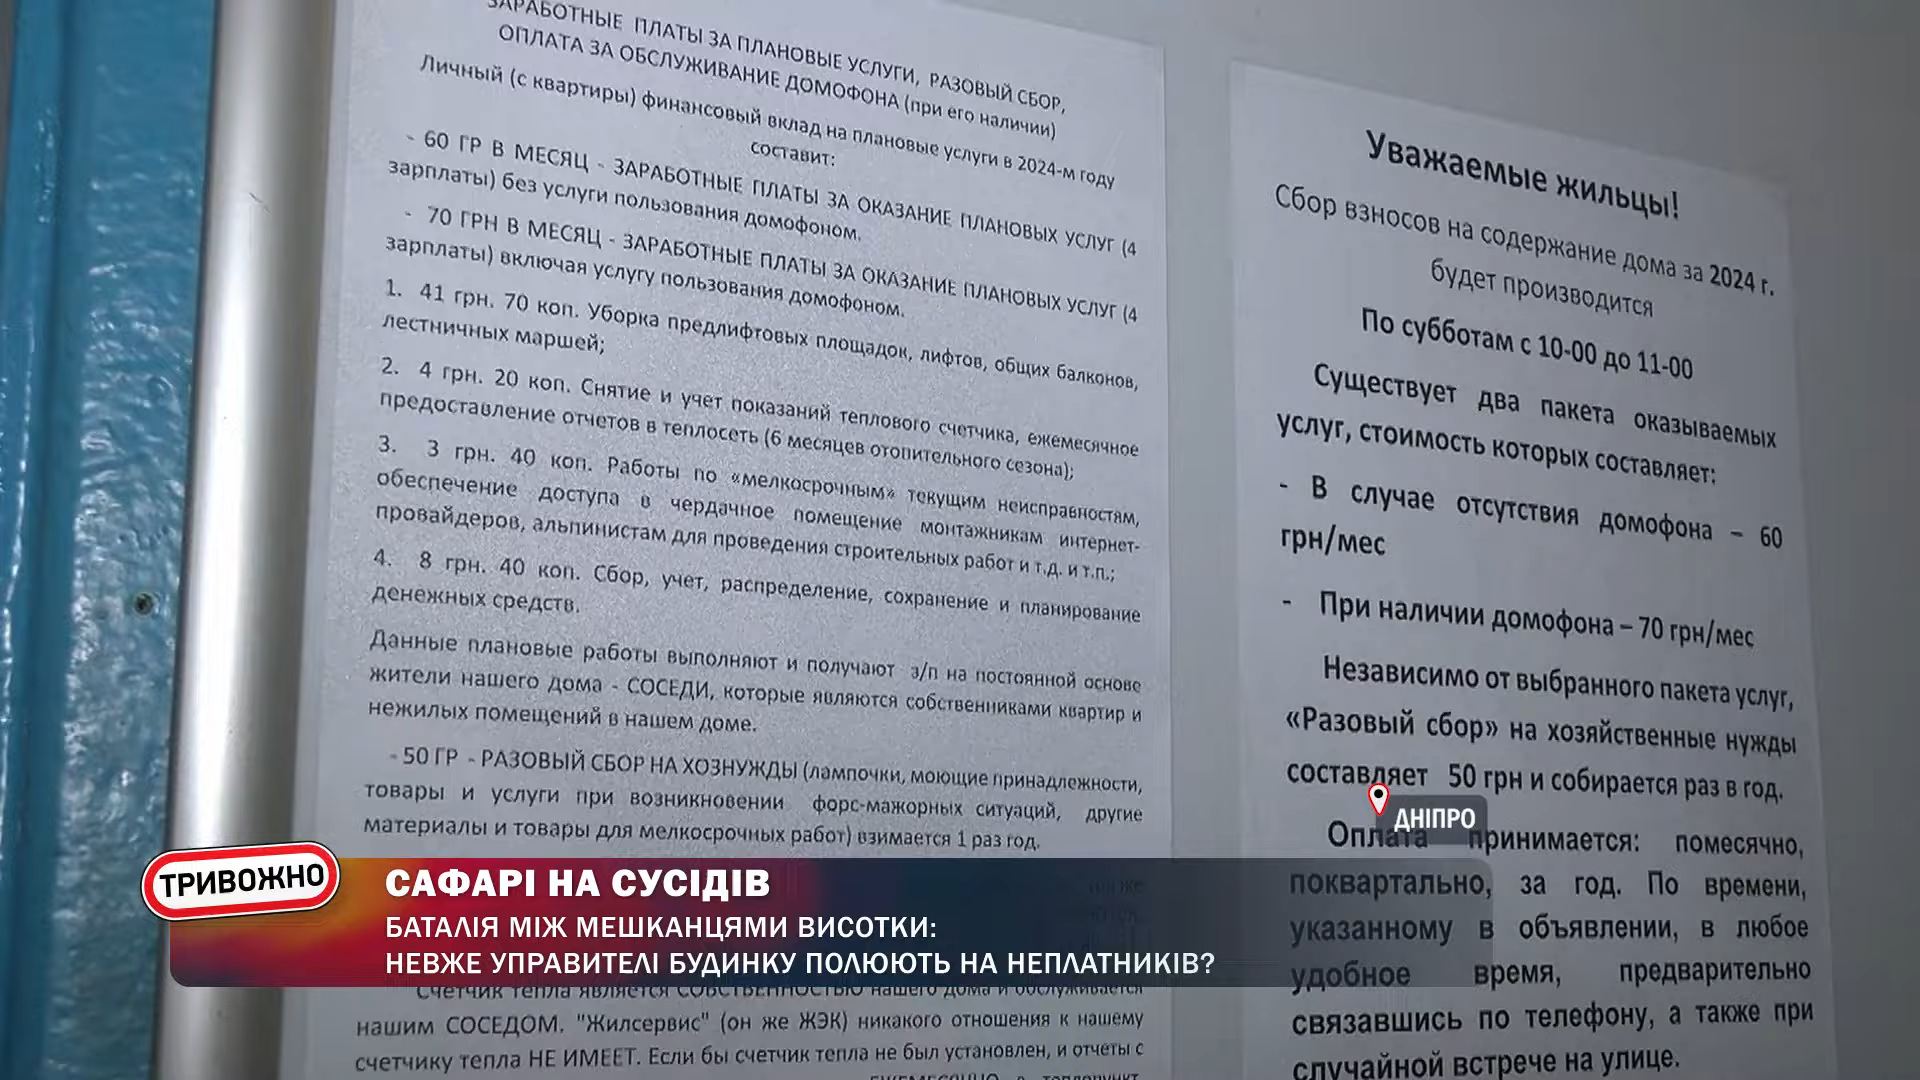 ЗАРАБОТНЫЕ ПЛАТЫ ЗА ПЛАНОВЫЕ УСЛУГИ, РАЗОВЫЙ СБОР,
ОПЛАТА ЗА ОБСЛУЖИВАНИЕ ДОМОФОНА (при его наличии)
Личный (с квартиры) финансовый вклад на плановые услуги в 2024-м году
составит:
- 60 ГР В МЕСЯЦ - ЗАРАБОТНЫЕ ПЛАТЫ ЗА ОКАЗАНИЕ ПЛАНОВЫХ УСЛУГ (4
зарплаты) без услуги пользования домофоном.
- 70 ГРН В МЕСЯЦ - ЗАРАБОТНЫЕ ПЛАТЫ ЗА ОКАЗАНИЕ ПЛАНОВЫХ УСЛУГ (4
зарплаты) включая услугу пользования домофоном.
1. 41 грн. 70 коп. Уборка предлифтовых площадок, лифтов, общих балконов,
лестничных маршей;
2. 4 грн. 20 коп. Снятие и учет показаний теплового счетчика, ежемесячное
предоставление отчетов в теплосеть (6 месяцев отопительного сезона);
3. 3 грн. 40 коп. Работы по «мелкосрочным» текущим неисправностям,
обеспечение доступа в чердачное помещение монтажникам интернет-
провайдеров, альпинистам для проведения строительных работ и т.д. и т.п.;
4. 8 грн. 40 коп. Сбор, учет, распределение, сохранение и планирование
денежных средств.
Данные плановые работы выполняют и получают з/п на постоянной основе
жители нашего дома - СОСЕДИ, которые являются собственниками квартир и
нежилых помещений в нашем доме.
- 50 ГР - РАЗОВЫЙ СБОР НА ХОЗНУЖДЫ (лампочки, моющие принадлежности,
товары и услуги при возникновении форс-мажорных ситуаций, другие
материалы и товары для мелкосрочных работ) взимается 1 раз год.
Счетчик тепла является СОБСТВЕННОСТЬЮ нашего дома и обслуживается
нашим СОСЕДОМ. "Жилсервис" (он же ЖЭК) никакого отношения к нашему
счетчику тепла НЕ ИМЕЕТ. Если бы счетчик тепла не был установлен, и отчеты с
ЕЖЕМЕСЯЧНО в теплопункт
Уважаемые жильцы!
Сбор взносов на содержание дома за 2024 г.
будет производится
По субботам с 10-00 до 11-00
Существует два пакета оказываемых
услуг, стоимость которых составляет:
- В случае отсутствия домофона – 60
грн/мес
- При наличии домофона – 70 грн/мес
Независимо от выбранного пакета услуг,
«Разовый сбор» на хозяйственные нужды
составляет 50 грн и собирается раз в год.
Оплата принимается: помесячно,
поквартально, за год. По времени,
указанному в объявлении, в любое
удобное время, предварительно
связавшись по телефону, а также при
случайной встрече на улице.
ДНІПРО
ТРИВОЖНО
САФАРІ НА СУСІДІВ
БАТАЛІЯ МІЖ МЕШКАНЦЯМИ ВИСОТКИ:
НЕВЖЕ УПРАВИТЕЛІ БУДИНКУ ПОЛЮЮТЬ НА НЕПЛАТНИКІВ?